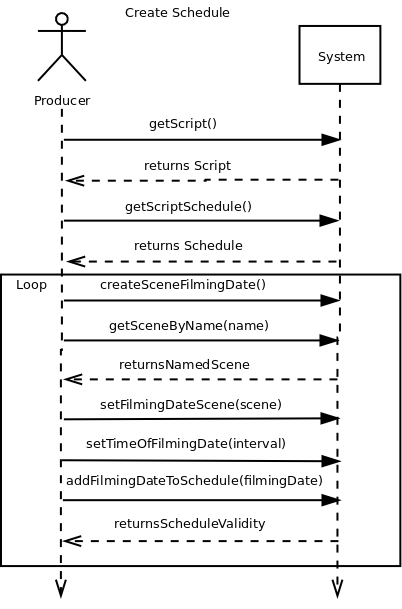 Create Schedule
System
Producer
getScript()
returns Script
getScriptSchedule()
returns Schedule
Loop
createSceneFilmingDate()
getSceneByName(name)
returnsNamedScene
setFilmingDateScene(scene)
setTimeOfFilmingDate(interval)
addFilmingDateToSchedule(filmingDate)
returnsScheduleValidity